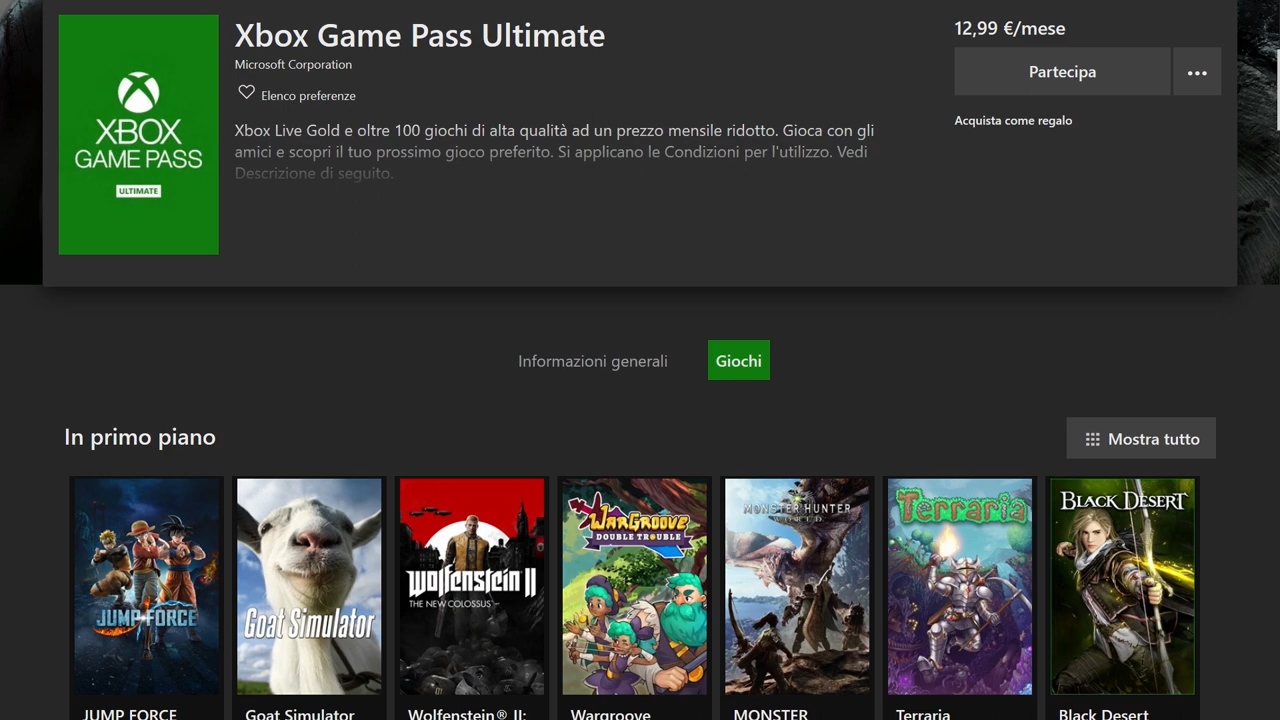 XBOX
GAME PASS
ULTIMATE
Xbox Game Pass Ultimate
Microsoft Corporation
Elenco preferenze
Xbox Live Gold e oltre 100 giochi di alta qualità ad un prezzo mensile ridotto. Gioca con gli
amici e scopri il tuo prossimo gioco preferito. Si applicano le Condizioni per l'utilizzo. Vedi
Descrizione di seguito.
12,99 €/mese
Partecipa
Acquista come regalo
Informazioni generali
Giochi
In primo piano
Mostra tutto
JUMP FORCE
Goat Simulator
Wolfenstein II
THE NEW COLOSSUS
WARGROOVE
DOUBLE TROUBLE
MONSTER HUNTER
WORLD
Terraria
BLACK DESERT
JUMP FORCE
Goat Simulator
Wolfenstein® II:
Wargroove
MONSTER
Terraria
Black Desert